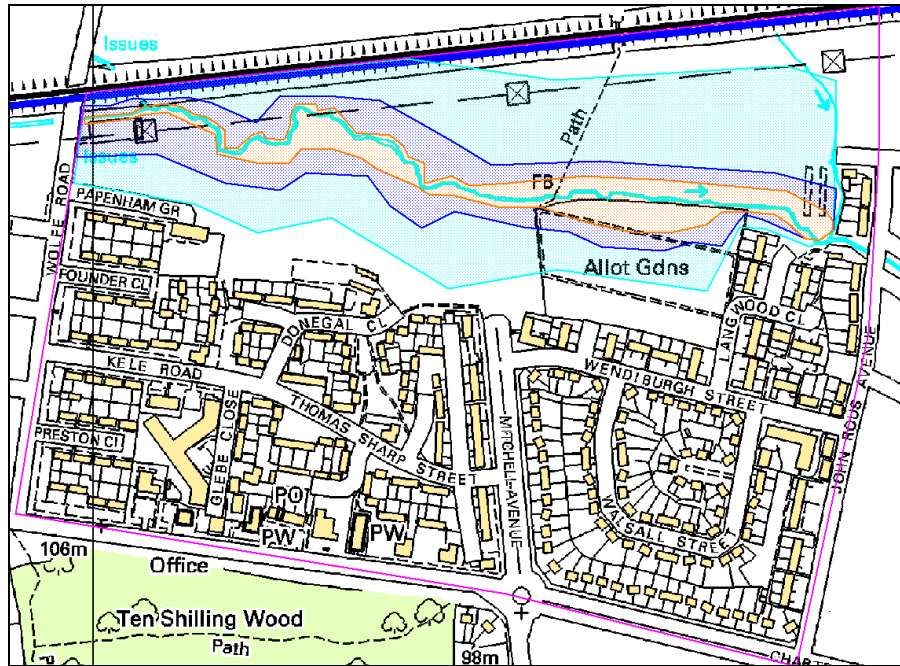 Issues
Path
Issues
FB
WOLFE ROAD
PAPENHAM GR
Allot Gdns
FOUNDER CL
DONEGAL CL
LANGWOOD CL
KELE ROAD
WENDIBURGH STREET
JOHN ROUS AVENUE
THOMAS SHARP STREET
MITCHELL AVENUE
GLEBE CLOSE
PRESTON Cl
PO
PW
PW
WALSALL STREET
106m
Office
Ten Shilling Wood
Path
98m
CHART